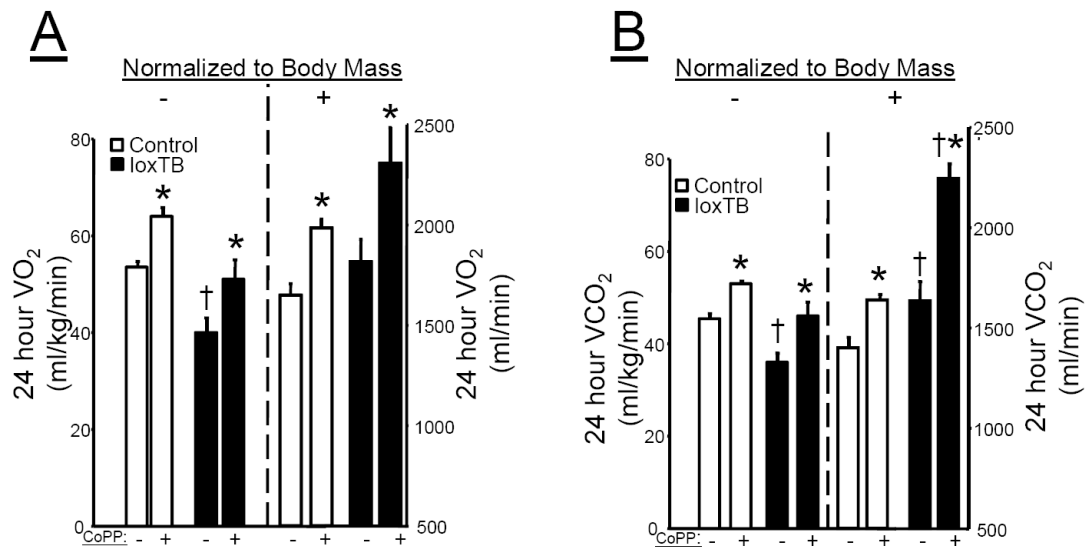 A
Normalized to Body Mass
- +
80
60
40
20
0
24 hour VO2
(ml/kg/min)
Control
loxTB
* † * * *
2500
2000
1500
1000
500
24 hour VO2
(ml/min)
CoPP: - + - + - + - +
B
Normalized to Body Mass
- +
80
60
40
20
0
24 hour VCO2
(ml/kg/min)
Control
loxTB
* † * * † †*
2500
2000
1500
1000
500
24 hour VCO2
(ml/min)
CoPP: - + - + - + - +